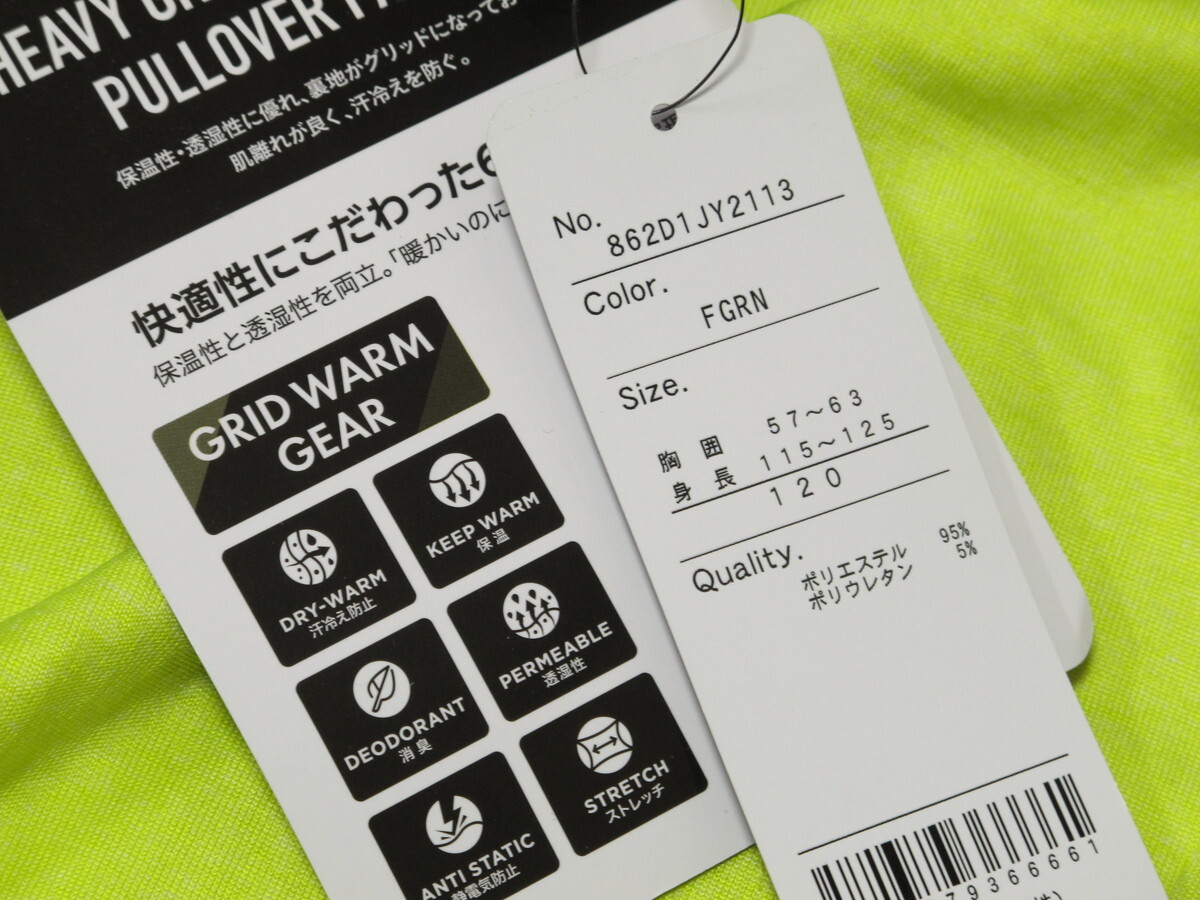 HEAVY
PULLOVER
保温性・透湿性に優れ、裏地がグリッドになってお
肌離れが良く、汗冷えを防ぐ。
快適性にこだわった6
保温性と透湿性を両立。「暖かいのに
GRID WARM
GEAR
KEEP WARM
保温
DRY-WARM
汗冷え防止
PERMEABLE
透湿性
DEODORANT
消臭
STRETCH
ストレッチ
ANTI STATIC
静電気防止
No.
862D1JY2113
Color.
FGRN
Size.
胸 囲 57～63
身 長 115～125
120
Quality.
ポリエステル 95%
ポリウレタン 5%
79366661